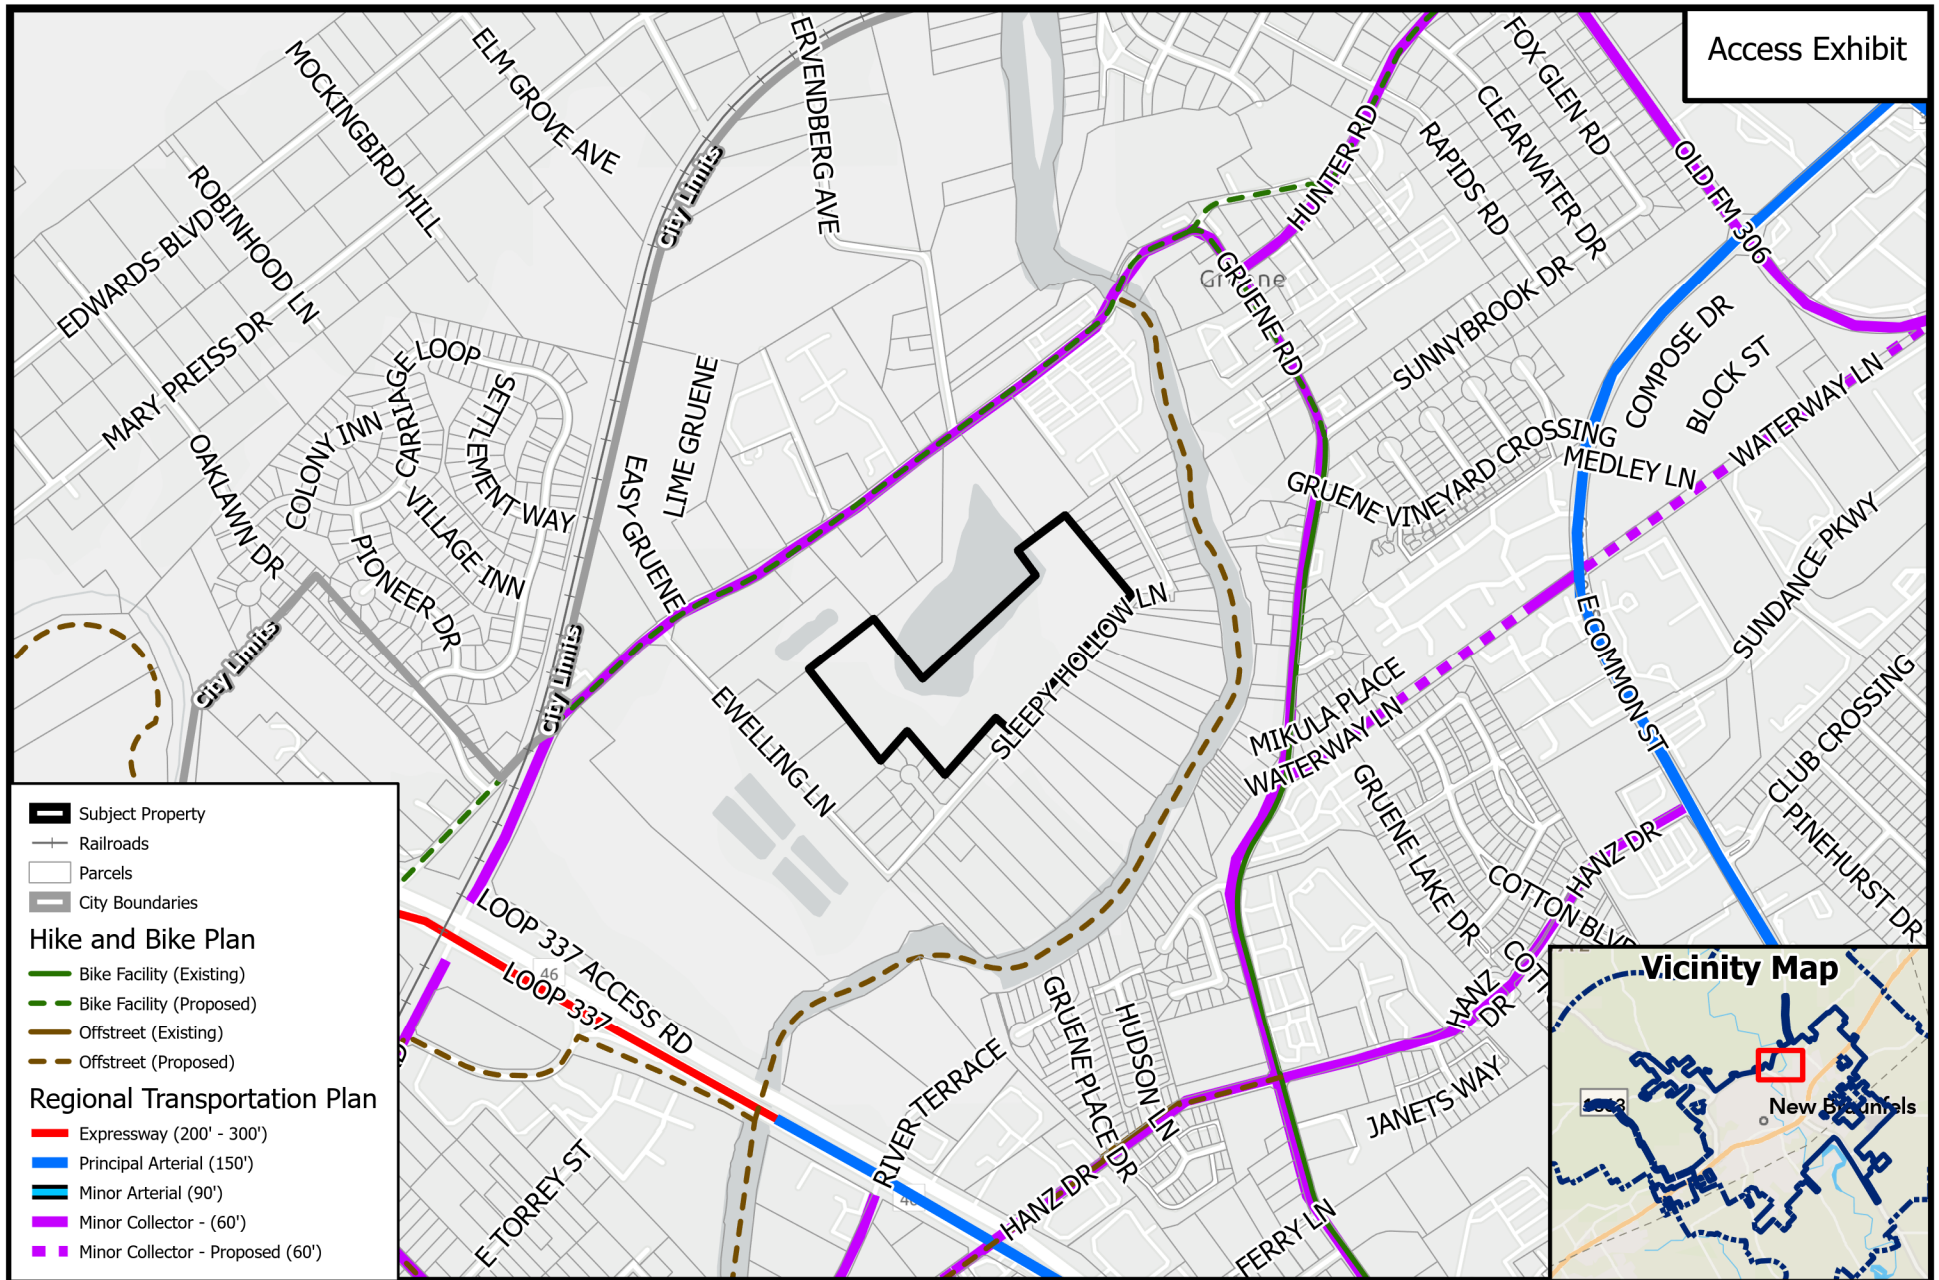 Access Exhibit
MOCKINGBIRD HILL
ELM GROVE AVE
ERVENDBERG AVE
FOX GLEN RD
CLEARWATER DR
RAPIDS RD
HUNTER RD
OLD FM 306
City Limits
ROBINHOOD LN
EDWARDS BLVD
MARY PREISS DR
CARRIAGE LOOP
SETTLEMENT WAY
COLONY INN
VILLAGE INN
OAKLAWN DR
PIONEER DR
LIME GRUENE
EASY GRUENE
Gruene
GRUENE RD
SUNNYBROOK DR
COMPOSE DR
BLOCK ST
WATERWAY LN
GRUENE VINEYARD CROSSING
MEDLEY LN
SUNDANCE PKWY
E COMMON ST
City Limits
City Limits
SLEEPY HOLLOW LN
EWELLING LN
MIKULA PLACE
WATERWAY LN
CLUB CROSSING
PINEHURST DR
GRUENE LAKE DR
HANZ DR
COTTON BLVD
HANZ DR
LOOP 337 ACCESS RD
46
LOOP 337
GRUENE PLACE DR
HUDSON LN
RIVER TERRACE
JANETS WAY
HANZ DR
E TORREY ST
FERRY LN
Subject Property
Railroads
Parcels
City Boundaries
Hike and Bike Plan
Bike Facility (Existing)
Bike Facility (Proposed)
Offstreet (Existing)
Offstreet (Proposed)
Regional Transportation Plan
Expressway (200' - 300')
Principal Arterial (150')
Minor Arterial (90')
Minor Collector - (60')
Minor Collector - Proposed (60')
Vicinity Map
New Braunfels